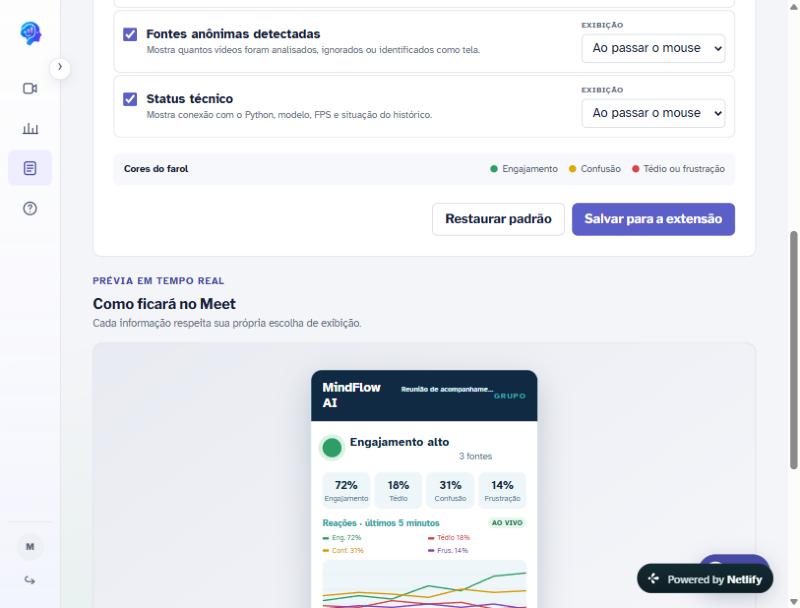 Fontes anônimas detectadas
Mostra quantos vídeos foram analisados, ignorados ou identificados como tela.
EXIBIÇÃO
Ao passar o mouse
Status técnico
Mostra conexão com o Python, modelo, FPS e situação do histórico.
EXIBIÇÃO
Ao passar o mouse
Cores do farol
Engajamento
Confusão
Tédio ou frustração
Restaurar padrão
Salvar para a extensão
PRÉVIA EM TEMPO REAL
Como ficará no Meet
Cada informação respeita sua própria escolha de exibição.
MindFlow AI
Reunião de acompanhame...
GRUPO
Engajamento alto
3 fontes
72%
Engajamento
18%
Tédio
31%
Confusão
14%
Frustração
Reações · últimos 5 minutos
AO VIVO
Eng. 72%
Tédio 18%
Conf. 31%
Frus. 14%
M
Powered by Netlify